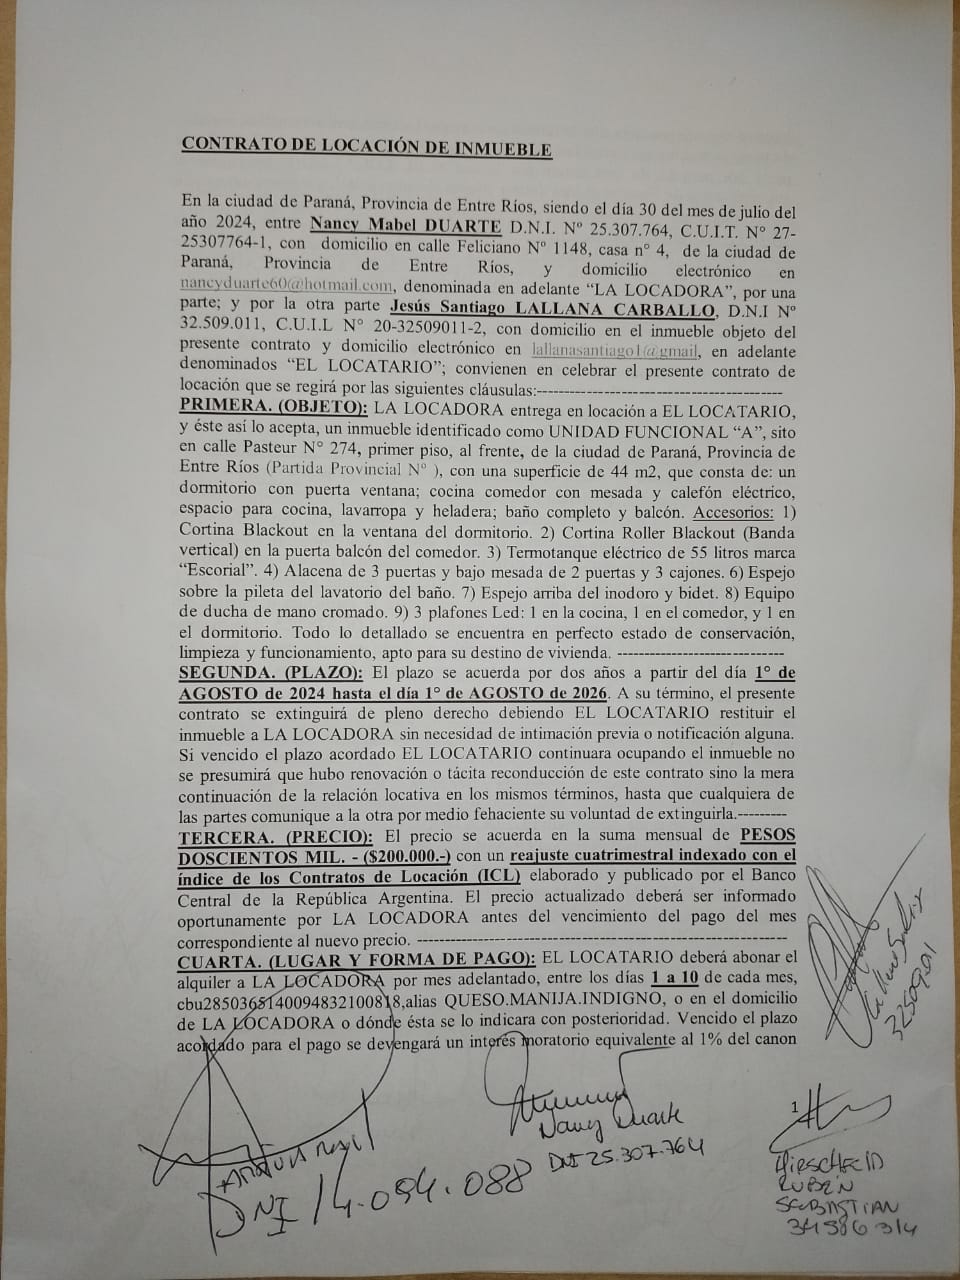 CONTRATO DE LOCACIÓN DE INMUEBLE
En la ciudad de Paraná, Provincia de Entre Ríos, siendo el día 30 del mes de julio del
año 2024, entre Nancy Mabel DUARTE D.N.I. Nº 25.307.764, C.U.I.T. N° 27-
25307764-1, con domicilio en calle Feliciano N° 1148, casa n° 4, de la ciudad de
Paraná, Provincia de Entre Ríos, y domicilio electrónico en
nancyduarte60@hotmail.com, denominada en adelante “LA LOCADORA”, por una
parte; y por la otra parte Jesús Santiago LALLANA CARBALLO, D.N.I Nº
32.509.011, C.U.I.L N° 20-32509011-2, con domicilio en el inmueble objeto del
presente contrato y domicilio electrónico en lallanasantiago1@gmail, en adelante
denominados “EL LOCATARIO”; convienen en celebrar el presente contrato de
locación que se regirá por las siguientes cláusulas:--------------------------------------------
PRIMERA. (OBJETO): LA LOCADORA entrega en locación a EL LOCATARIO,
y éste así lo acepta, un inmueble identificado como UNIDAD FUNCIONAL “A”, sito
en calle Pasteur N° 274, primer piso, al frente, de la ciudad de Paraná, Provincia de
Entre Ríos (Partida Provincial N° ), con una superficie de 44 m2, que consta de: un
dormitorio con puerta ventana; cocina comedor con mesada y calefón eléctrico,
espacio para cocina, lavarropa y heladera; baño completo y balcón. Accesorios: 1)
Cortina Blackout en la ventana del dormitorio. 2) Cortina Roller Blackout (Banda
vertical) en la puerta balcón del comedor. 3) Termotanque eléctrico de 55 litros marca
“Escorial”. 4) Alacena de 3 puertas y bajo mesada de 2 puertas y 3 cajones. 6) Espejo
sobre la pileta del lavatorio del baño. 7) Espejo arriba del inodoro y bidet. 8) Equipo
de ducha de mano cromado. 9) 3 plafones Led: 1 en la cocina, 1 en el comedor, y 1 en
el dormitorio. Todo lo detallado se encuentra en perfecto estado de conservación,
limpieza y funcionamiento, apto para su destino de vivienda. ------------------------------
SEGUNDA. (PLAZO): El plazo se acuerda por dos años a partir del día 1° de
AGOSTO de 2024 hasta el día 1° de AGOSTO de 2026. A su término, el presente
contrato se extinguirá de pleno derecho debiendo EL LOCATARIO restituir el
inmueble a LA LOCADORA sin necesidad de intimación previa o notificación alguna.
Si vencido el plazo acordado EL LOCATARIO continuara ocupando el inmueble no
se presumirá que hubo renovación o tácita reconducción de este contrato sino la mera
continuación de la relación locativa en los mismos términos, hasta que cualquiera de
las partes comunique a la otra por medio fehaciente su voluntad de extinguirla.---------
TERCERA. (PRECIO): El precio se acuerda en la suma mensual de PESOS
DOSCIENTOS MIL. - ($200.000.-) con un reajuste cuatrimestral indexado con el
índice de los Contratos de Locación (ICL) elaborado y publicado por el Banco
Central de la República Argentina. El precio actualizado deberá ser informado
oportunamente por LA LOCADORA antes del vencimiento del pago del mes
correspondiente al nuevo precio. -------------------------------------------------------------------
CUARTA. (LUGAR Y FORMA DE PAGO): EL LOCATARIO deberá abonar el
alquiler a LA LOCADORA por mes adelantado, entre los días 1 a 10 de cada mes,
cbu2850365140094832100818,alias QUESO.MANIJA.INDIGNO, o en el domicilio
de LA LOCADORA o dónde ésta se lo indicara con posterioridad. Vencido el plazo
acordado para el pago se devengará un interés moratorio equivalente al 1% del canon
1
Nancy Duarte
DNI 25.307.764
DNI 14.094.088
HIRSCHFELD
RUBÉN
SEBASTIAN
34586314